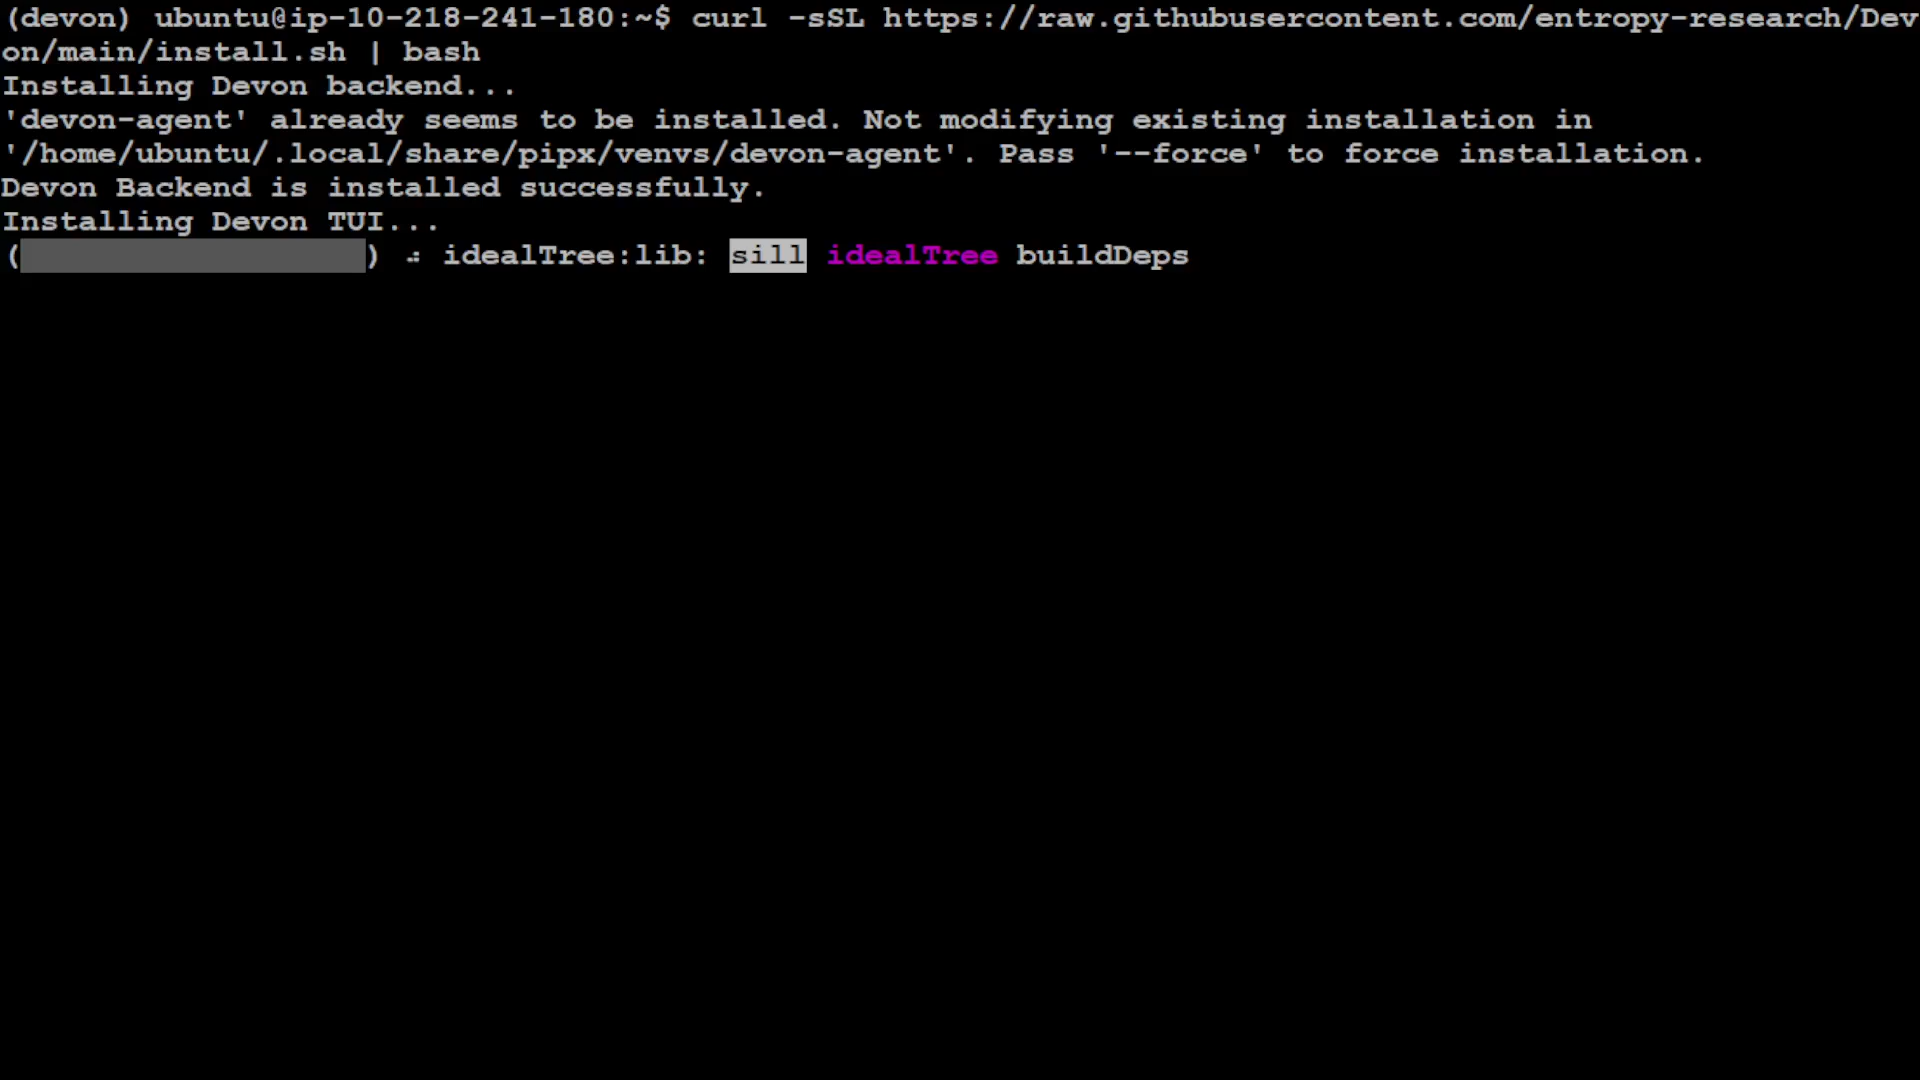 (devon) ubuntu@ip-10-218-241-180:~$ curl -sSL https://raw.githubusercontent.com/entropy-research/Dev
on/main/install.sh | bash
Installing Devon backend...
'devon-agent' already seems to be installed. Not modifying existing installation in
'/home/ubuntu/.local/share/pipx/venvs/devon-agent'. Pass '--force' to force installation.
Devon Backend is installed successfully.
Installing Devon TUI...
(                  ) ⠴ idealTree:lib: sill idealTree buildDeps